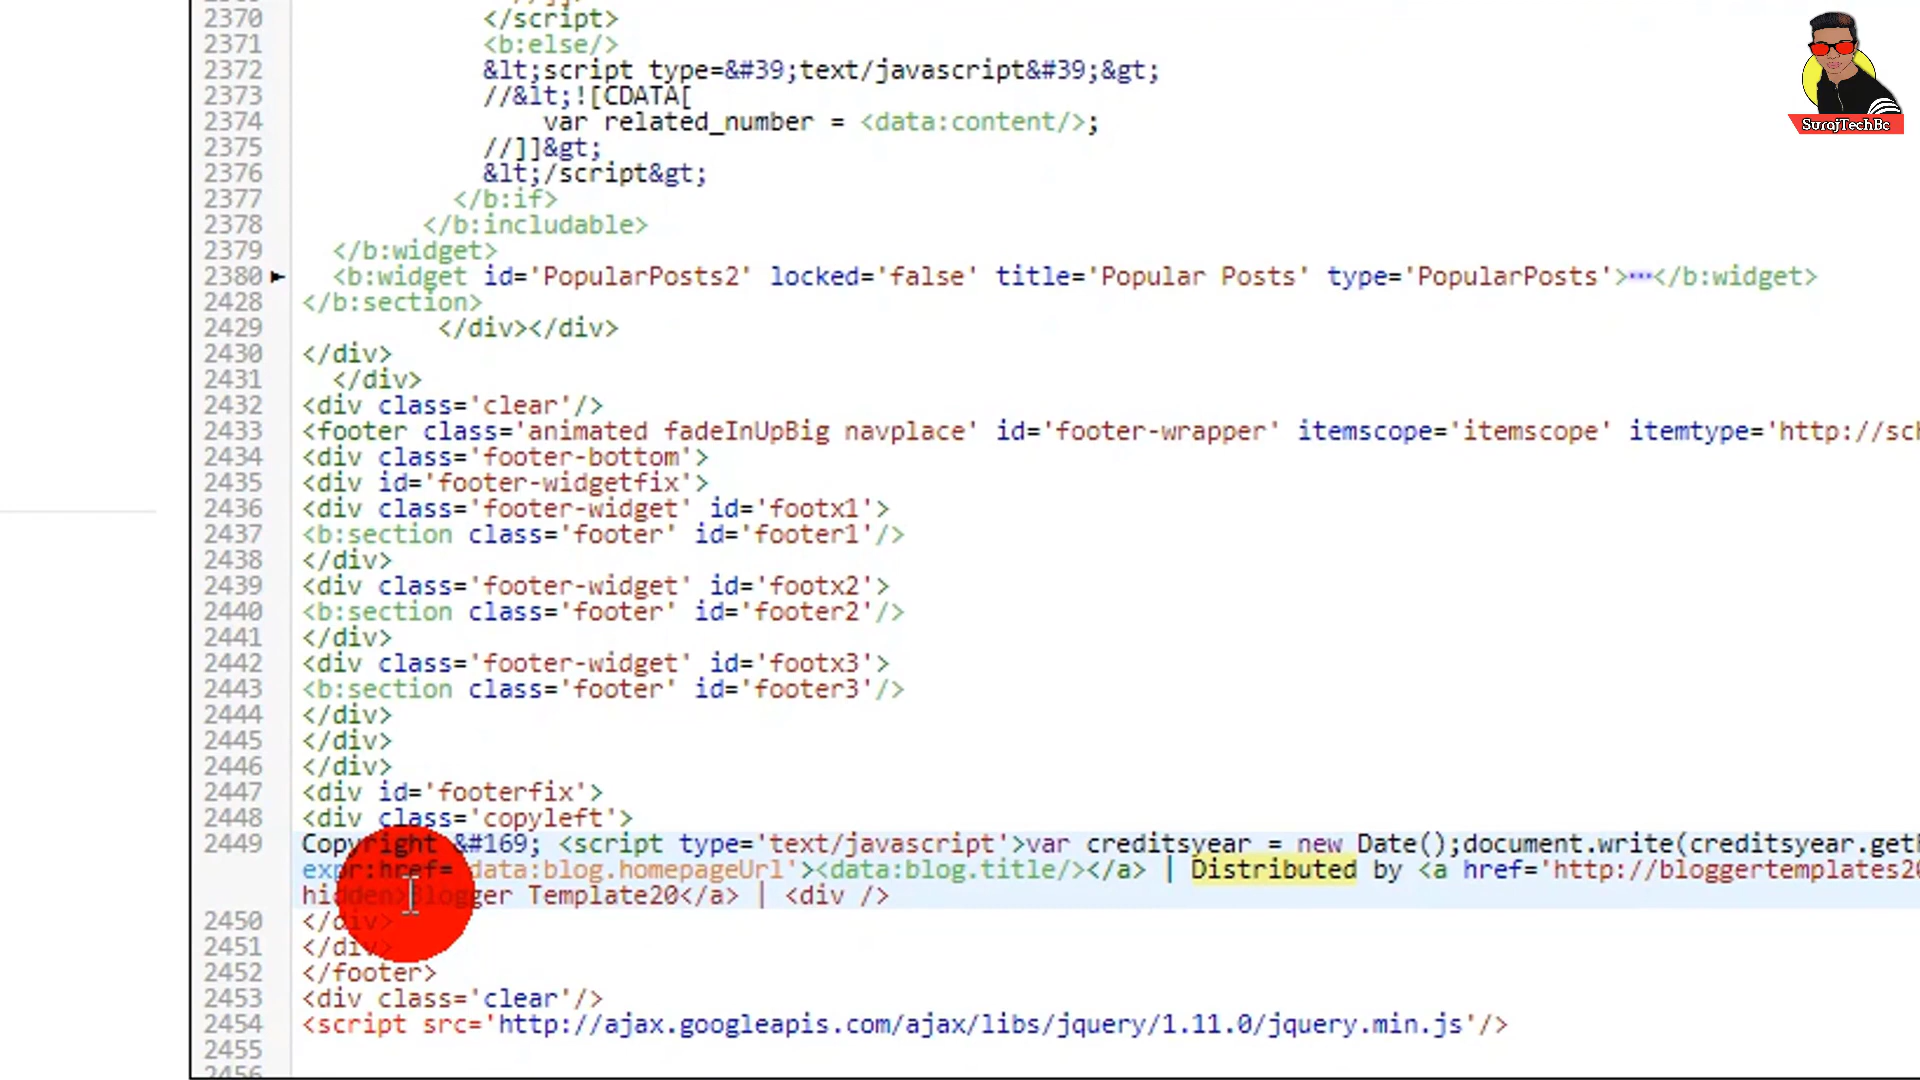 2370 </script>
2371 <b:else/>
2372 &lt;script type=&#39;text/javascript&#39;&gt;
2373 //&lt;![CDATA[
2374 var related_number = <data:content/>;
2375 //]]&gt;
2376 &lt;/script&gt;
2377 </b:if>
2378 </b:includable>
2379 </b:widget>
2380 <b:widget id='PopularPosts2' locked='false' title='Popular Posts' type='PopularPosts'>…</b:widget>
2428 </b:section>
2429 </div></div>
2430 </div>
2431 </div>
2432 <div class='clear'/>
2433 <footer class='animated fadeInUpBig navplace' id='footer-wrapper' itemscope='itemscope' itemtype='http://sch
2434 <div class='footer-bottom'>
2435 <div id='footer-widgetfix'>
2436 <div class='footer-widget' id='footx1'>
2437 <b:section class='footer' id='footer1'/>
2438 </div>
2439 <div class='footer-widget' id='footx2'>
2440 <b:section class='footer' id='footer2'/>
2441 </div>
2442 <div class='footer-widget' id='footx3'>
2443 <b:section class='footer' id='footer3'/>
2444 </div>
2445 </div>
2446 </div>
2447 <div id='footerfix'>
2448 <div class='copyleft'>
2449 Copyright &#169; <script type='text/javascript'>var creditsyear = new Date();document.write(creditsyear.get
expr:href='data:blog.homepageUrl'><data:blog.title/></a> | Distributed by <a href='http://bloggertemplates20
hidden>Blogger Template20</a> | <div />
2450 </div>
2451 </div>
2452 </footer>
2453 <div class='clear'/>
2454 <script src='http://ajax.googleapis.com/ajax/libs/jquery/1.11.0/jquery.min.js'/>
2455
2456
SurajTechBc